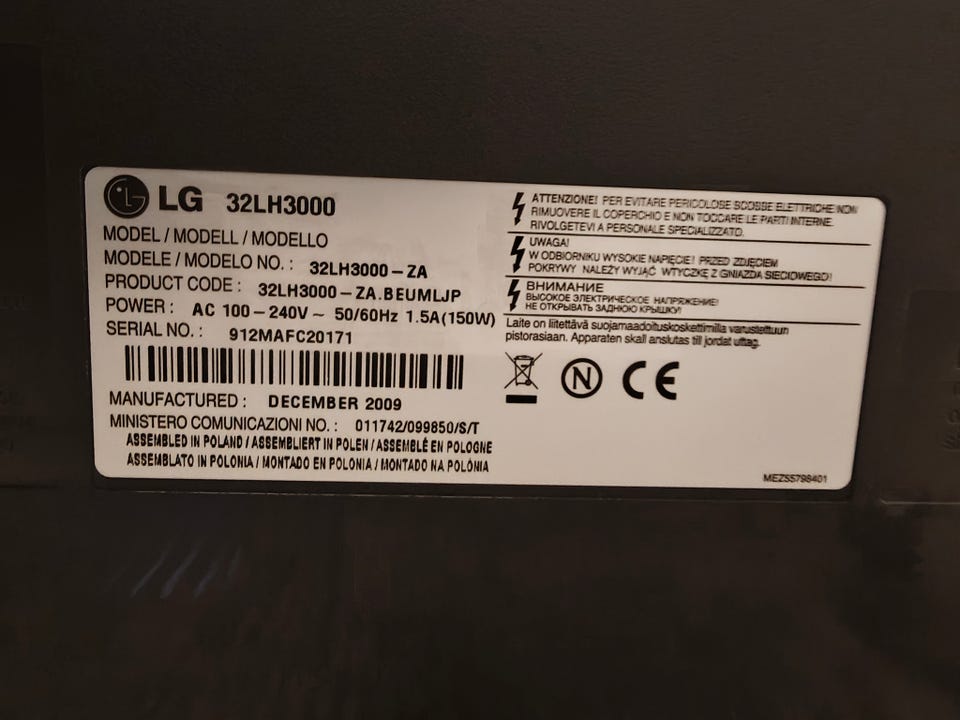 LG 32LH3000
MODEL / MODELL / MODELLO
MODELE / MODELO NO. : 32LH3000-ZA
PRODUCT CODE : 32LH3000-ZA.BEUMLJP
POWER : AC 100-240V ~ 50/60Hz 1.5A(150W)
SERIAL NO. : 912MAFC20171
MANUFACTURED : DECEMBER 2009
MINISTERO COMUNICAZIONI NO. : 011742/099850/S/T
ASSEMBLED IN POLAND / ASSEMBLIERT IN POLEN / ASSEMBLÉ EN POLOGNE
ASSEMBLATO IN POLONIA / MONTADO EN POLONIA / MONTADO NA POLÓNIA
ATTENZIONE! PER EVITARE PERICOLOSE SCOSSE ELETTRICHE NON
RIMUOVERE IL COPERCHIO E NON TOCCARE LE PARTI INTERNE.
RIVOLGETEVI A PERSONALE SPECIALIZZATO.
UWAGA!
W ODBIORNIKU WYSOKIE NAPIĘCIE! PRZED ZDJĘCIEM
POKRYWY NALEŻY WYJĄĆ WTYCZKĘ Z GNIAZDA SIECIOWEGO!
ВНИМАНИЕ
ВЫСОКОЕ ЭЛЕКТРИЧЕСКОЕ НАПРЯЖЕНИЕ!
НЕ ОТКРЫВАТЬ ЗАДНЮЮ КРЫШКУ!
Laite on liitettävä suojamaadoituskoskettimilla varustettuun
pistorasiaan. Apparaten skall anslutas till jordat uttag.
N CE
MEZ55798401